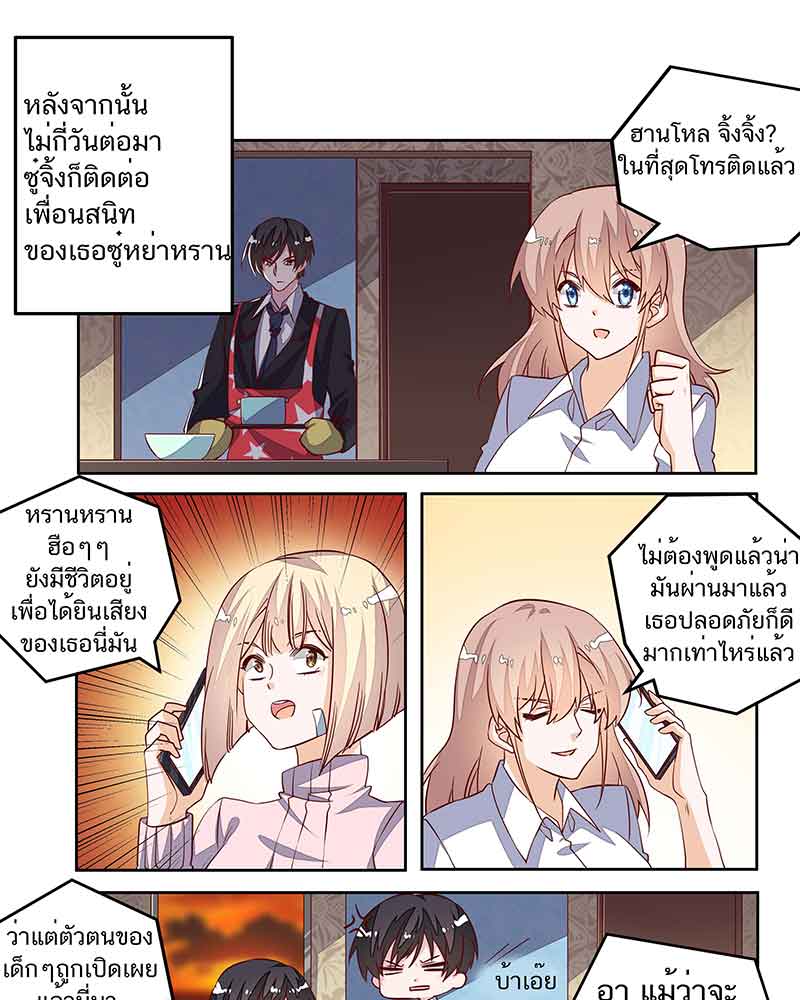 หลังจากนั้น
ไม่กี่วันต่อมา
ซู๋จิ้งก็ติดต่อ
เพื่อนสนิท
ของเธอซู๋หย่าหราน
ฮานโหล จิ้งจิ้ง?
ในที่สุดโทรติดแล้ว
หรานหราน
ฮือๆๆ
ยังมีชีวิตอยู่
เพื่อได้ยินเสียง
ของเธอนี่มัน
ไม่ต้องพูดแล้วน่า
มันผ่านมาแล้ว
เธอปลอดภัยก็ดี
มากเท่าไหร่แล้ว
ว่าแต่ตัวตนของ
เด็กๆถูกเปิดเผย
บ้าเอ๊ย
อา แม้ว่าจะ